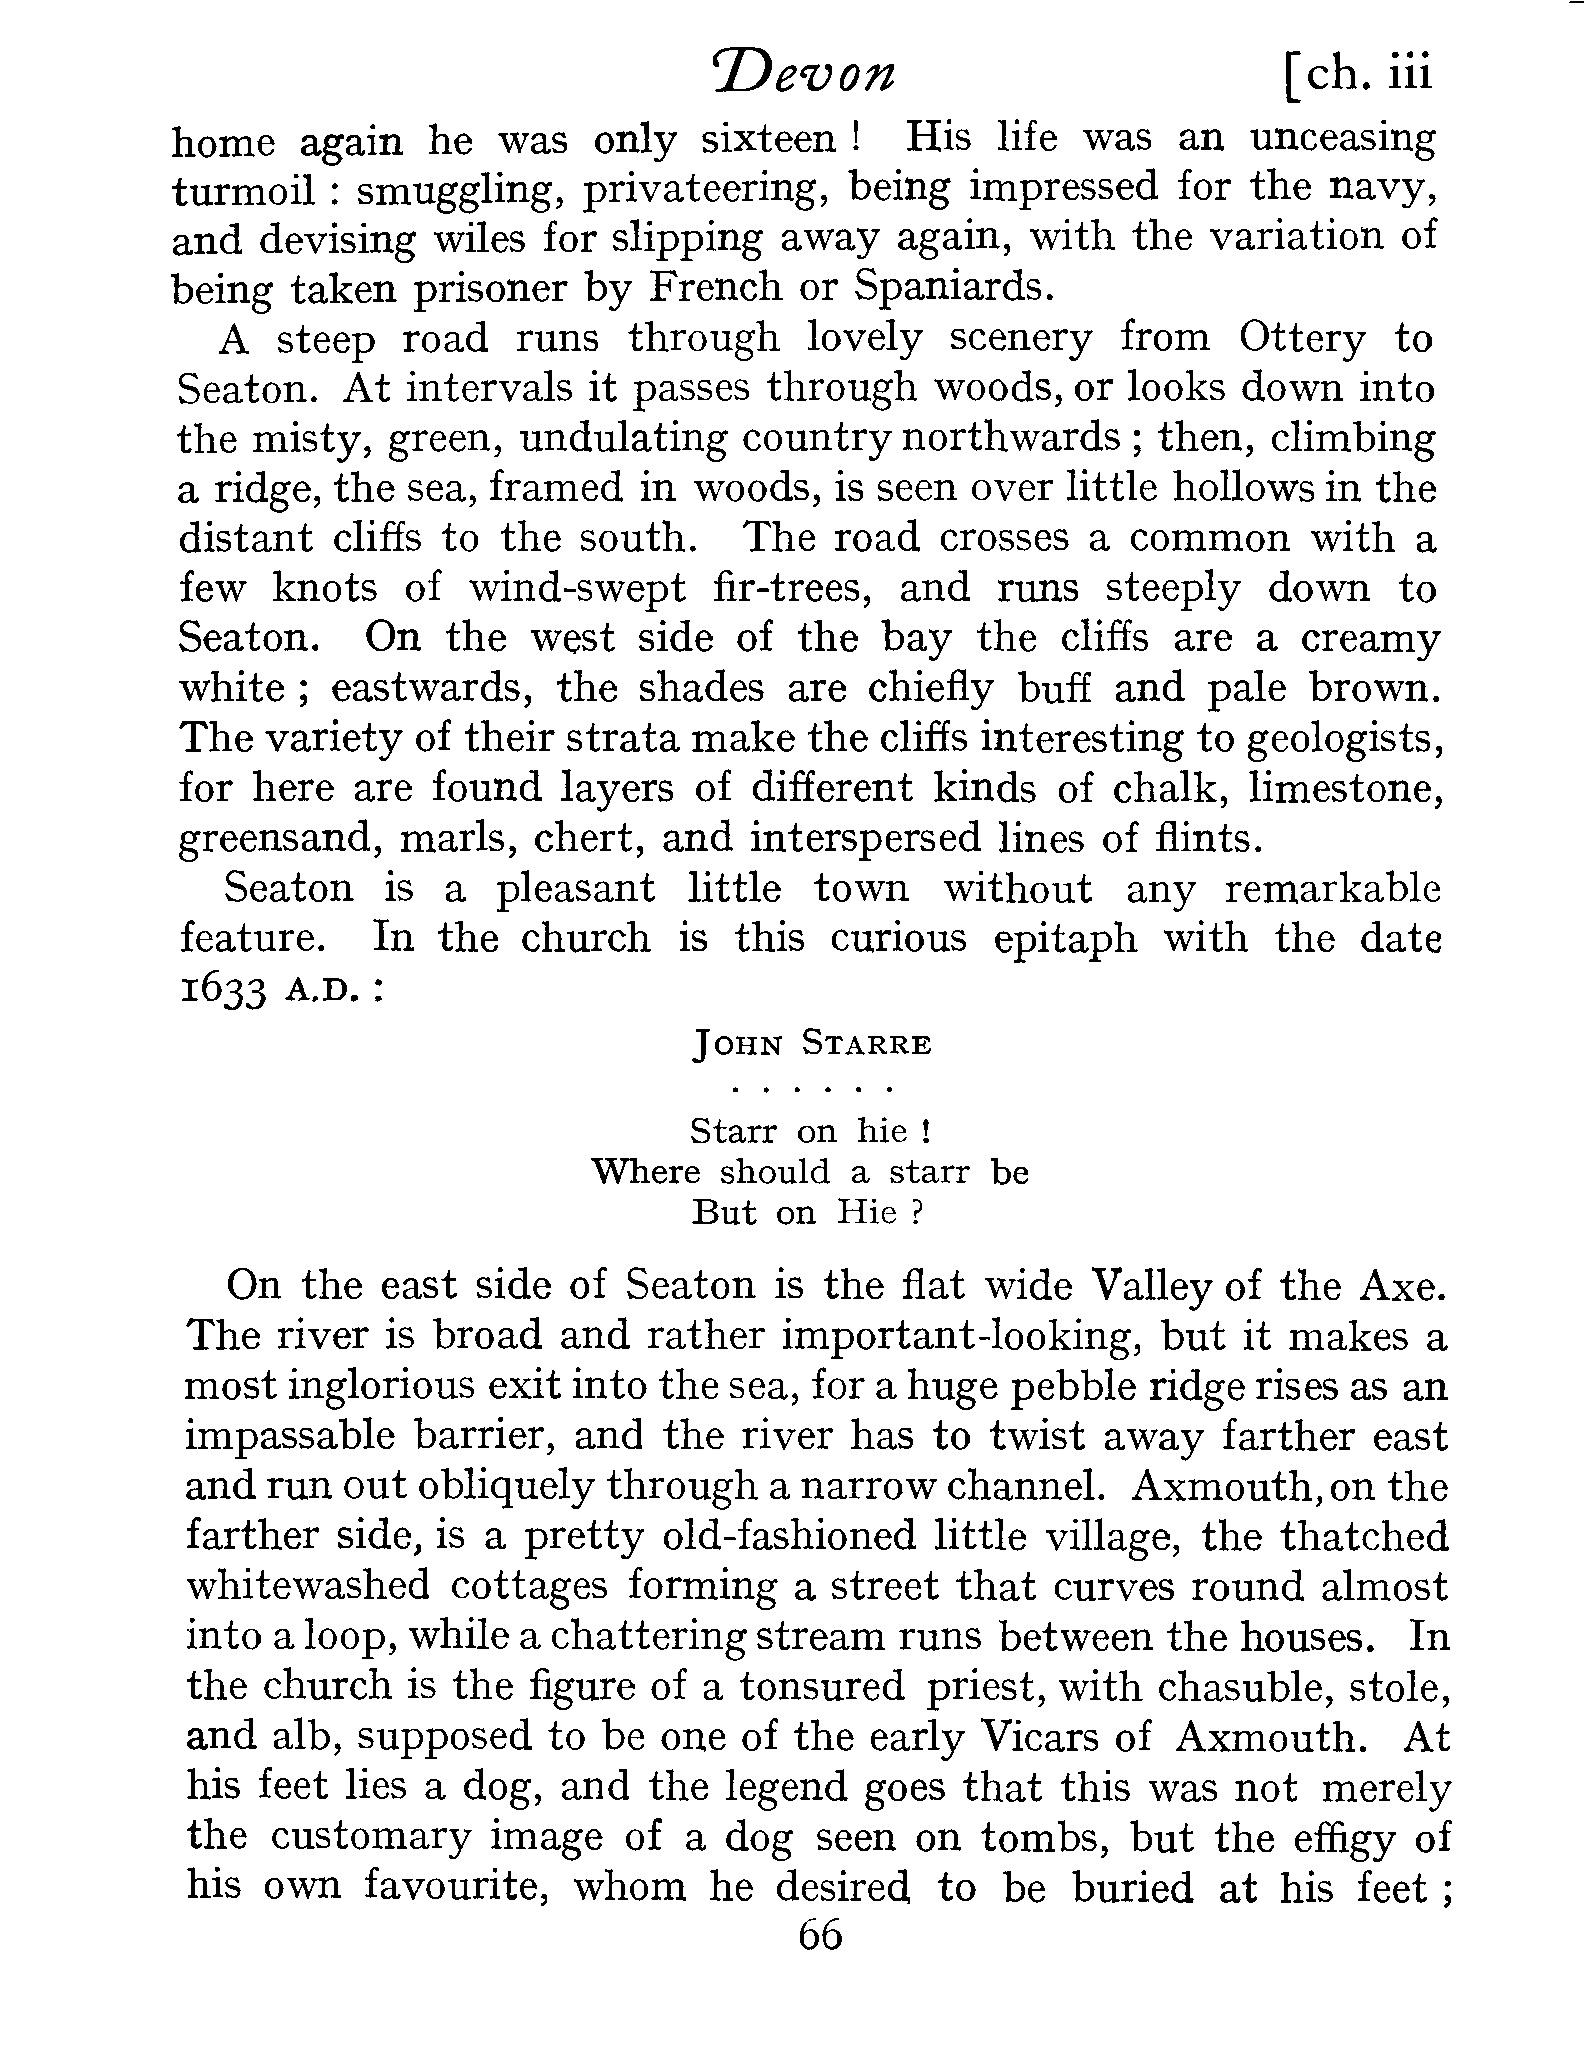 Devon [ch. iii
home again he was only sixteen ! His life was an unceasing
turmoil : smuggling, privateering, being impressed for the navy,
and devising wiles for slipping away again, with the variation of
being taken prisoner by French or Spaniards.
A steep road runs through lovely scenery from Ottery to
Seaton. At intervals it passes through woods, or looks down into
the misty, green, undulating country northwards ; then, climbing
a ridge, the sea, framed in woods, is seen over little hollows in the
distant cliffs to the south. The road crosses a common with a
few knots of wind-swept fir-trees, and runs steeply down to
Seaton. On the west side of the bay the cliffs are a creamy
white ; eastwards, the shades are chiefly buff and pale brown.
The variety of their strata make the cliffs interesting to geologists,
for here are found layers of different kinds of chalk, limestone,
greensand, marls, chert, and interspersed lines of flints.
Seaton is a pleasant little town without any remarkable
feature. In the church is this curious epitaph with the date
1633 A.D. :
John Starre
. . . . . .
Starr on hie !
Where should a starr be
But on Hie ?
On the east side of Seaton is the flat wide Valley of the Axe.
The river is broad and rather important-looking, but it makes a
most inglorious exit into the sea, for a huge pebble ridge rises as an
impassable barrier, and the river has to twist away farther east
and run out obliquely through a narrow channel. Axmouth, on the
farther side, is a pretty old-fashioned little village, the thatched
whitewashed cottages forming a street that curves round almost
into a loop, while a chattering stream runs between the houses. In
the church is the figure of a tonsured priest, with chasuble, stole,
and alb, supposed to be one of the early Vicars of Axmouth. At
his feet lies a dog, and the legend goes that this was not merely
the customary image of a dog seen on tombs, but the effigy of
his own favourite, whom he desired to be buried at his feet ;
66